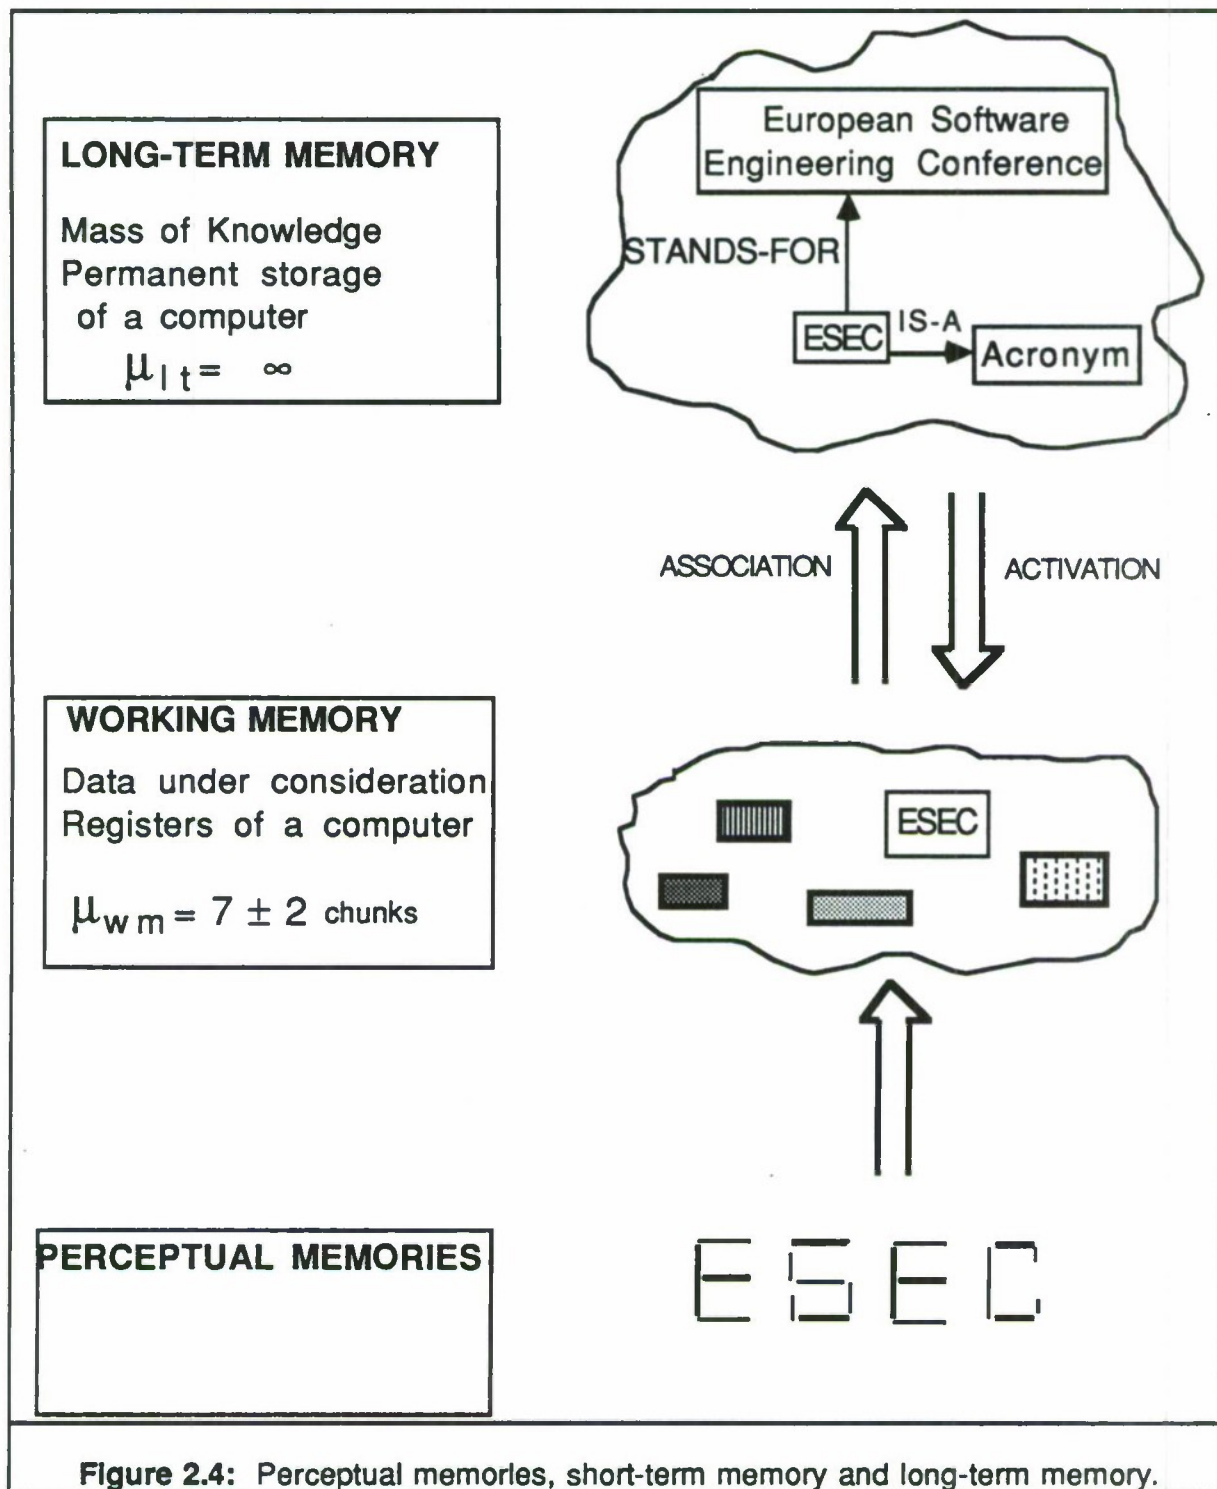 LONG-TERM MEMORY
Mass of Knowledge
Permanent storage
of a computer
μlt = ∞
European Software
Engineering Conference
STANDS-FOR
ESEC
IS-A
Acronym
ASSOCIATION
ACTIVATION
WORKING MEMORY
Data under consideration
Registers of a computer
μwm = 7 ± 2 chunks
ESEC
PERCEPTUAL MEMORIES
ESEC
Figure 2.4: Perceptual memories, short-term memory and long-term memory.